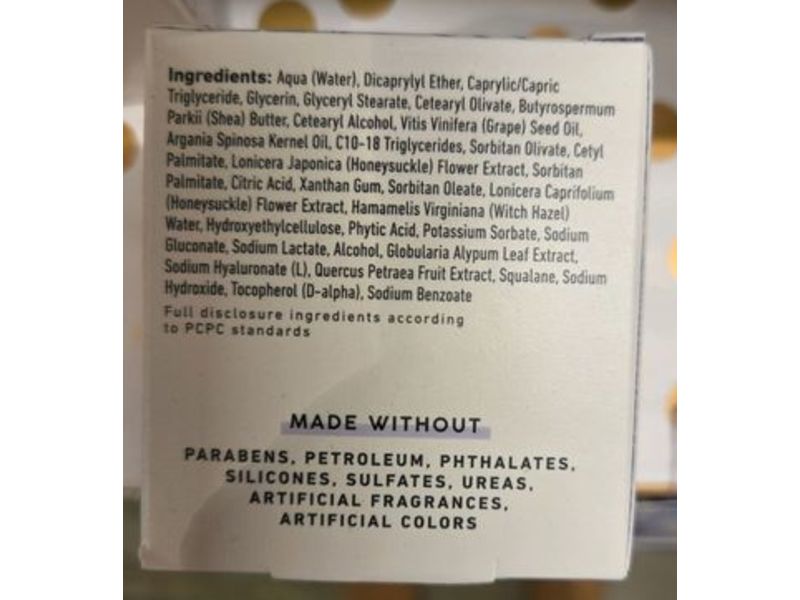 Ingredients: Aqua (Water), Dicaprylyl Ether, Caprylic/Capric
Triglyceride, Glycerin, Glyceryl Stearate, Cetearyl Olivate, Butyrospermum
Parkii (Shea) Butter, Cetearyl Alcohol, Vitis Vinifera (Grape) Seed Oil,
Argania Spinosa Kernel Oil, C10-18 Triglycerides, Sorbitan Olivate, Cetyl
Palmitate, Lonicera Japonica (Honeysuckle) Flower Extract, Sorbitan
Palmitate, Citric Acid, Xanthan Gum, Sorbitan Oleate, Lonicera Caprifolium
(Honeysuckle) Flower Extract, Hamamelis Virginiana (Witch Hazel)
Water, Hydroxyethylcellulose, Phytic Acid, Potassium Sorbate, Sodium
Gluconate, Sodium Lactate, Alcohol, Globularia Alypum Leaf Extract,
Sodium Hyaluronate (L), Quercus Petraea Fruit Extract, Squalane, Sodium
Hydroxide, Tocopherol (D-alpha), Sodium Benzoate
Full disclosure ingredients according
to PCPC standards
MADE WITHOUT
PARABENS, PETROLEUM, PHTHALATES,
SILICONES, SULFATES, UREAS,
ARTIFICIAL FRAGRANCES,
ARTIFICIAL COLORS